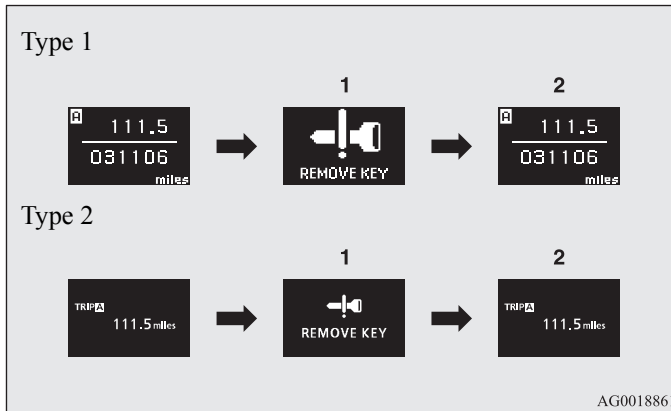 Type 1
1 2
A 111.5
031106
miles
REMOVE KEY
A 111.5
031106
miles
Type 2
1 2
TRIP A
111.5 miles
REMOVE KEY
TRIP A
111.5 miles
AG001886